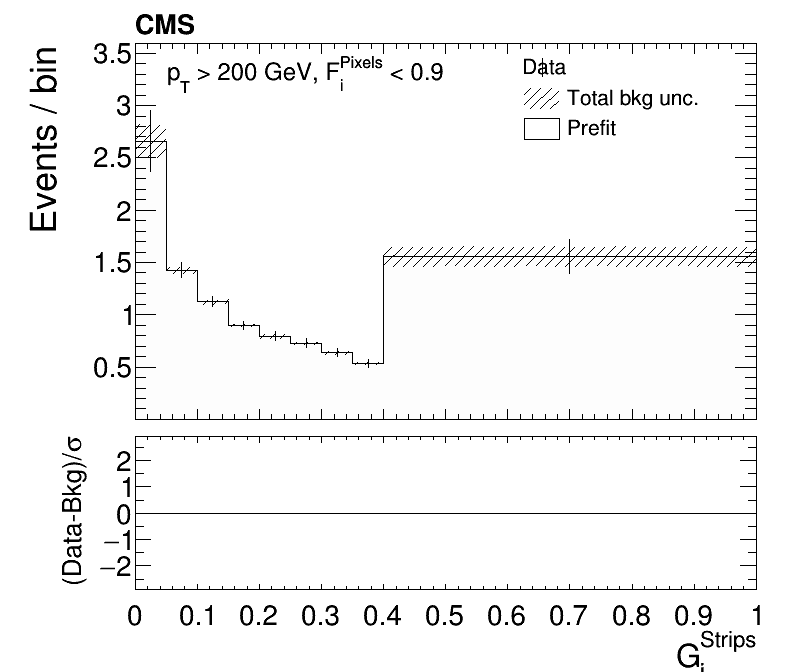 CMS
p_T > 200 GeV, F_i^Pixels < 0.9
Data
Total bkg unc.
Prefit
Events / bin
3.5
3
2.5
2
1.5
1
0.5
(Data-Bkg)/σ
2
1
0
−1
−2
0 0.1 0.2 0.3 0.4 0.5 0.6 0.7 0.8 0.9 1
G_i^Strips